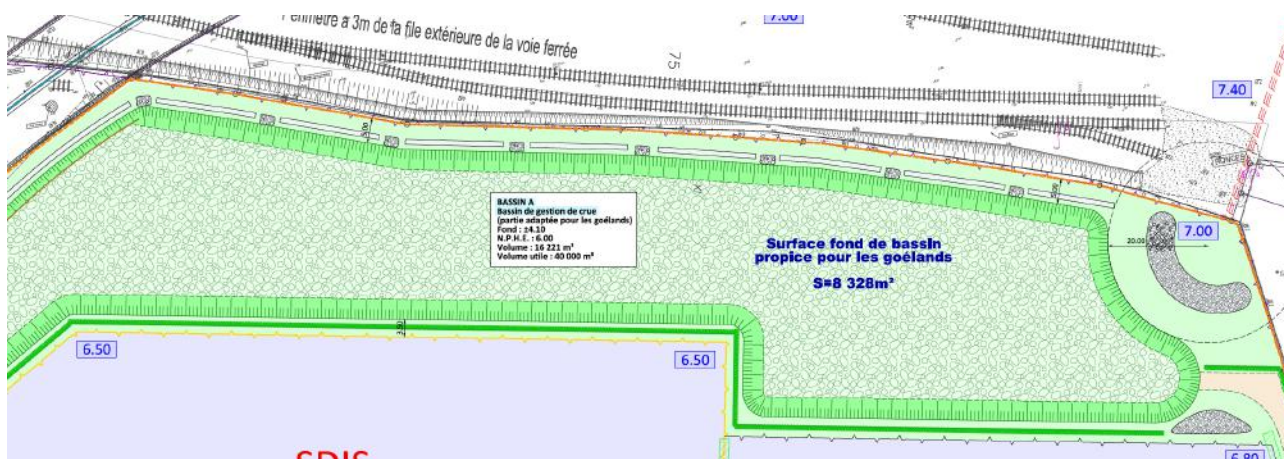 Périmètre à 3m de la file extérieure de la voie ferrée
7.00
75
7.40
RONCES
BASSIN A
Bassin de gestion de crue
(partie adaptée pour les goélands)
Fond : ±4.10
N.P.H.E. : 6.00
Volume : 16 221 m³
Volume utile : 40 000 m³
Surface fond de bassin
propice pour les goélands
S=8 328m²
20.00
7.00
3.50
6.50
6.50
SDIS
6.80